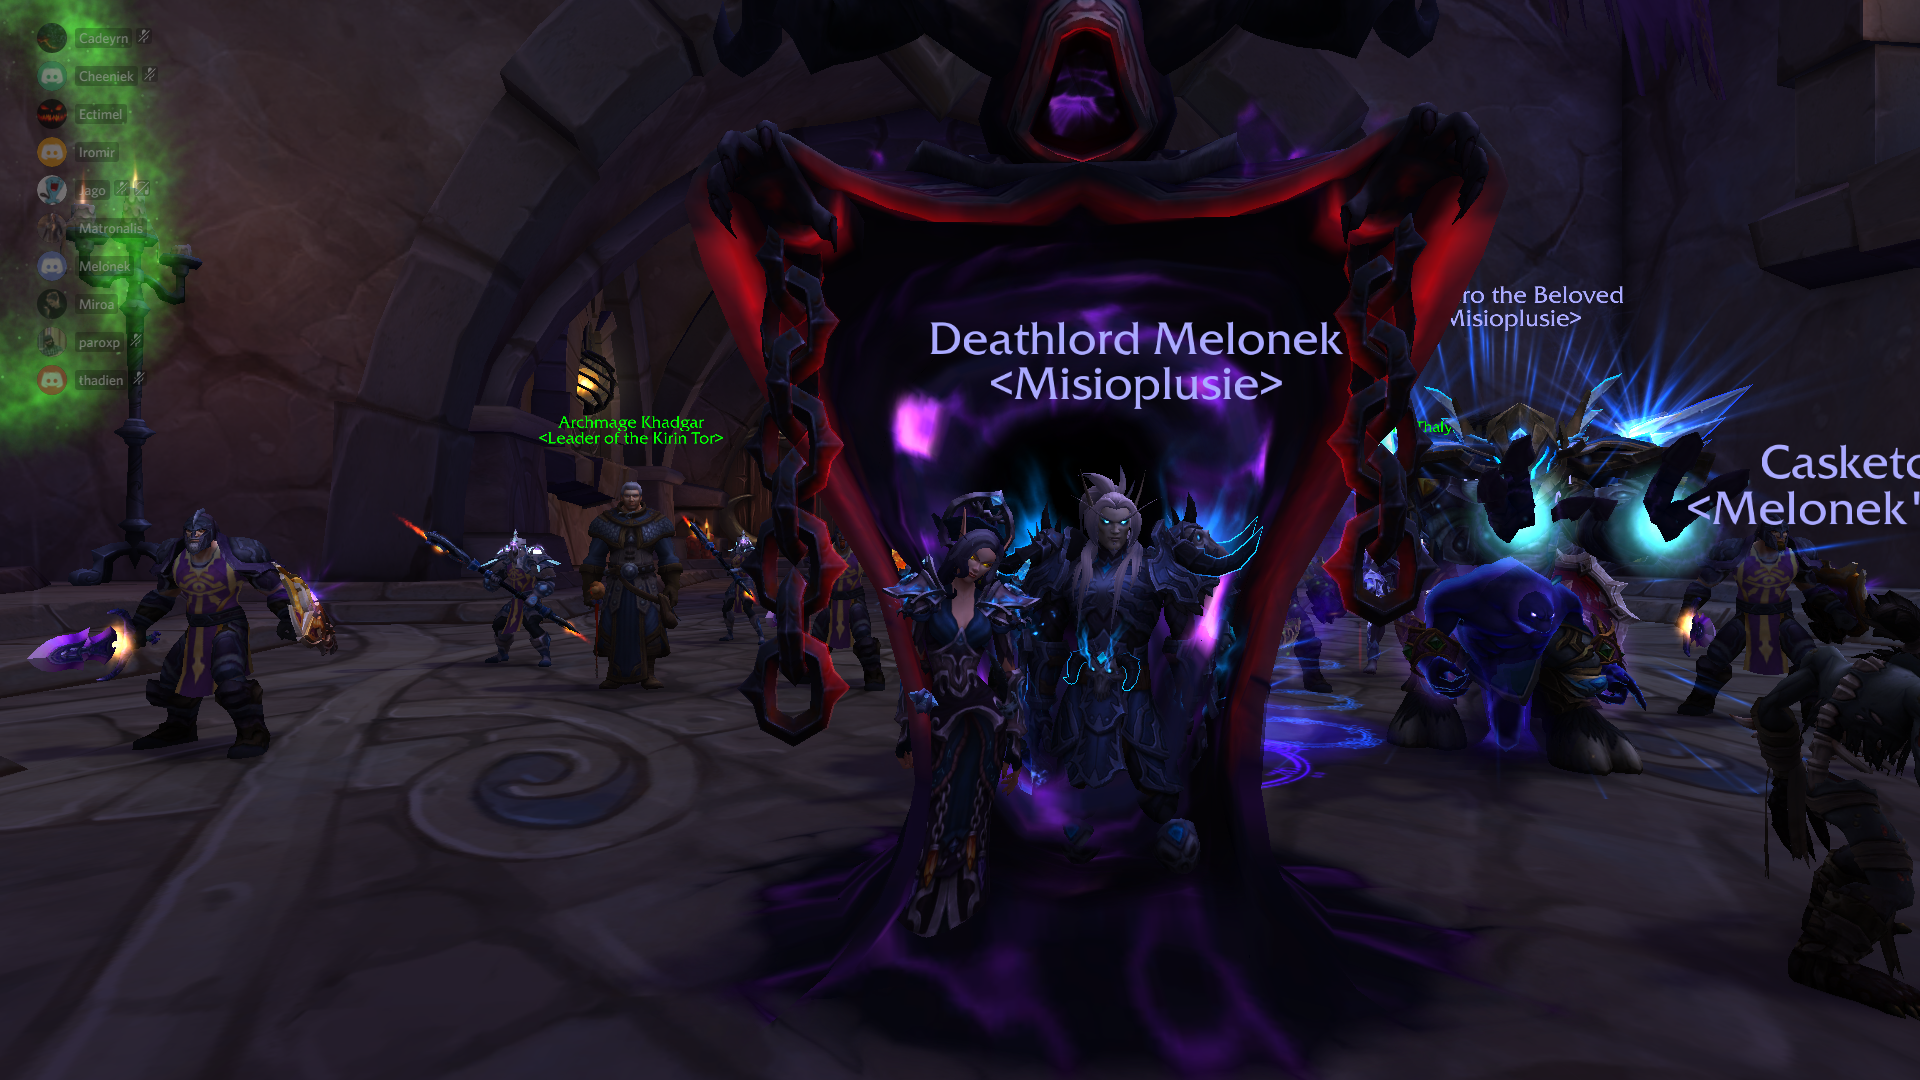 Cadeyrn
Cheeniek
Ectimel
Iromir
Jago
Matronalis
Melonek
Miroa
paroxp
thadien
Archmage Khadgar
<Leader of the Kirin Tor>
Deathlord Melonek
<Misioplusie>
ro the Beloved
Misioplusie>
Thaly
Casketc
<Melonek'